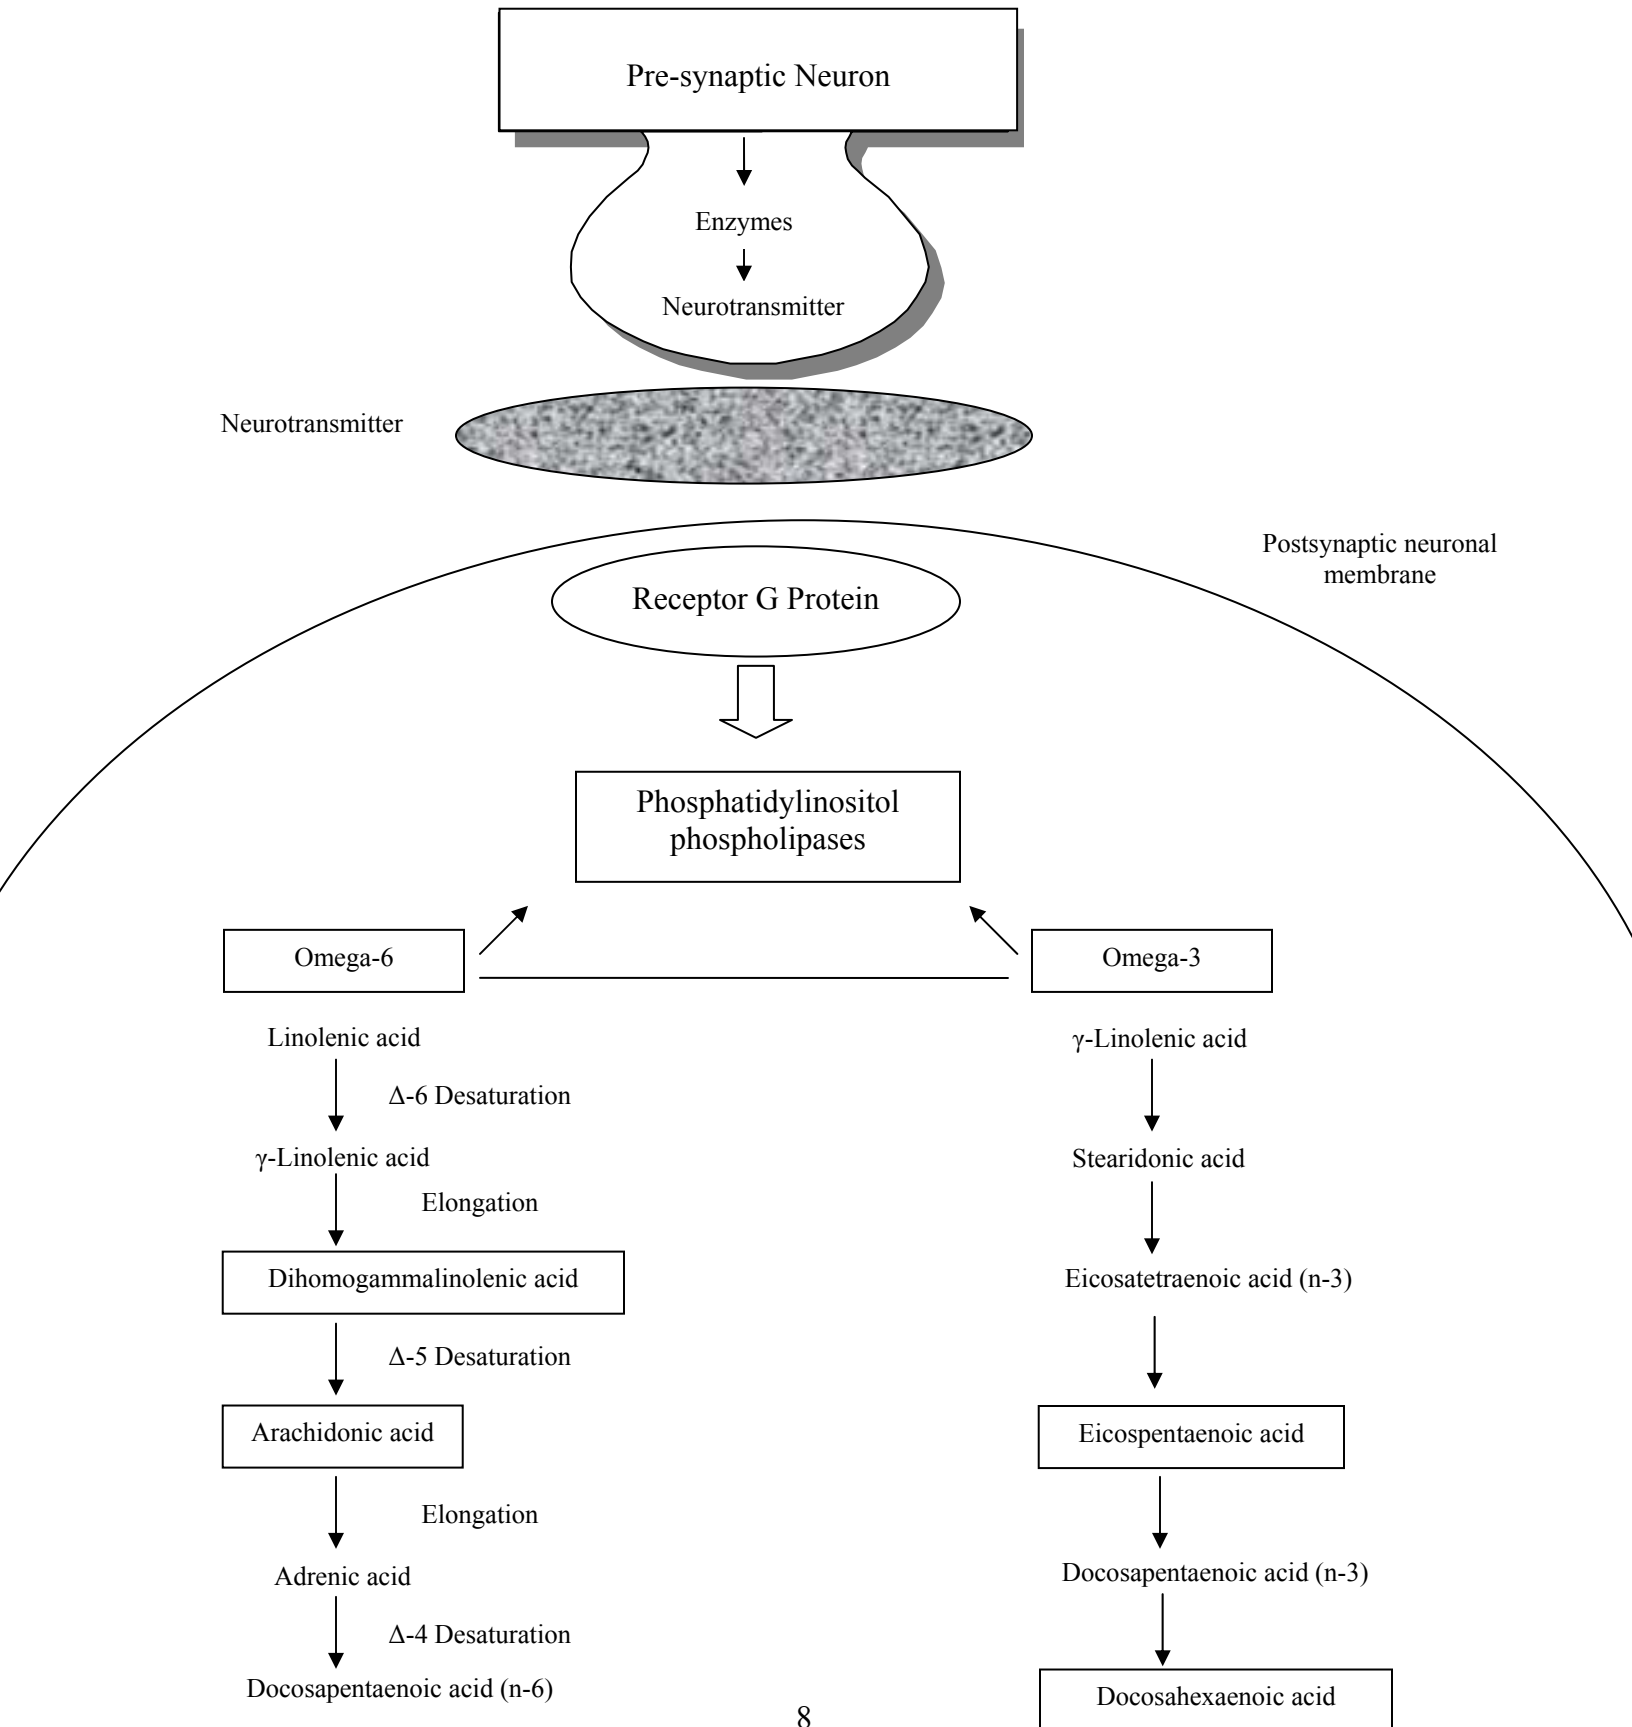 Pre-synaptic Neuron
Enzymes
Neurotransmitter
Neurotransmitter
Postsynaptic neuronal
membrane
Receptor G Protein
Phosphatidylinositol
phospholipases
Omega-6
Omega-3
Linolenic acid
γ-Linolenic acid
Δ-6 Desaturation
γ-Linolenic acid
Stearidonic acid
Elongation
Dihomogammalinolenic acid
Eicosatetraenoic acid (n-3)
Δ-5 Desaturation
Arachidonic acid
Eicospentaenoic acid
Elongation
Adrenic acid
Docosapentaenoic acid (n-3)
Δ-4 Desaturation
Docosapentaenoic acid (n-6)
Docosahexaenoic acid
8